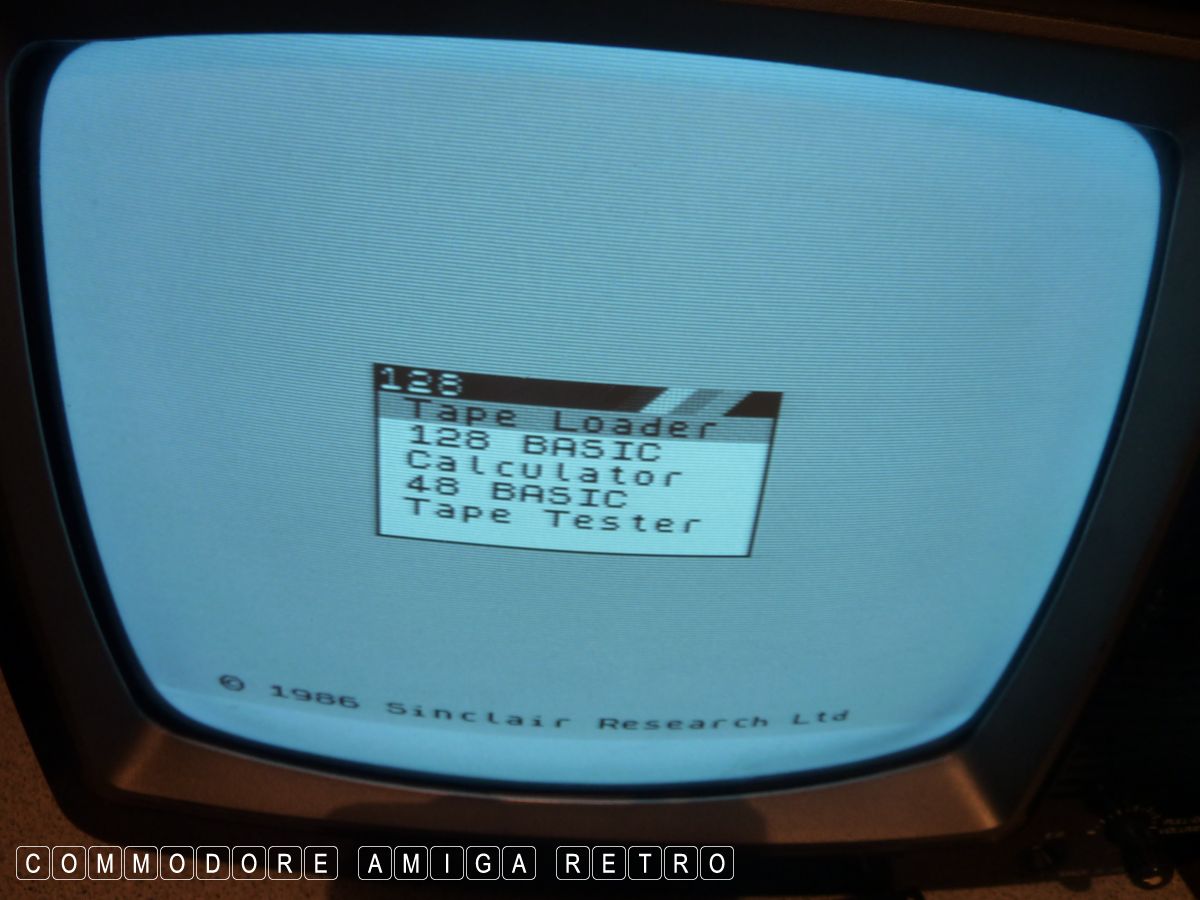 128
Tape Loader
128 BASIC
Calculator
48 BASIC
Tape Tester
© 1986 Sinclair Research Ltd
COMMODORE AMIGA RETRO